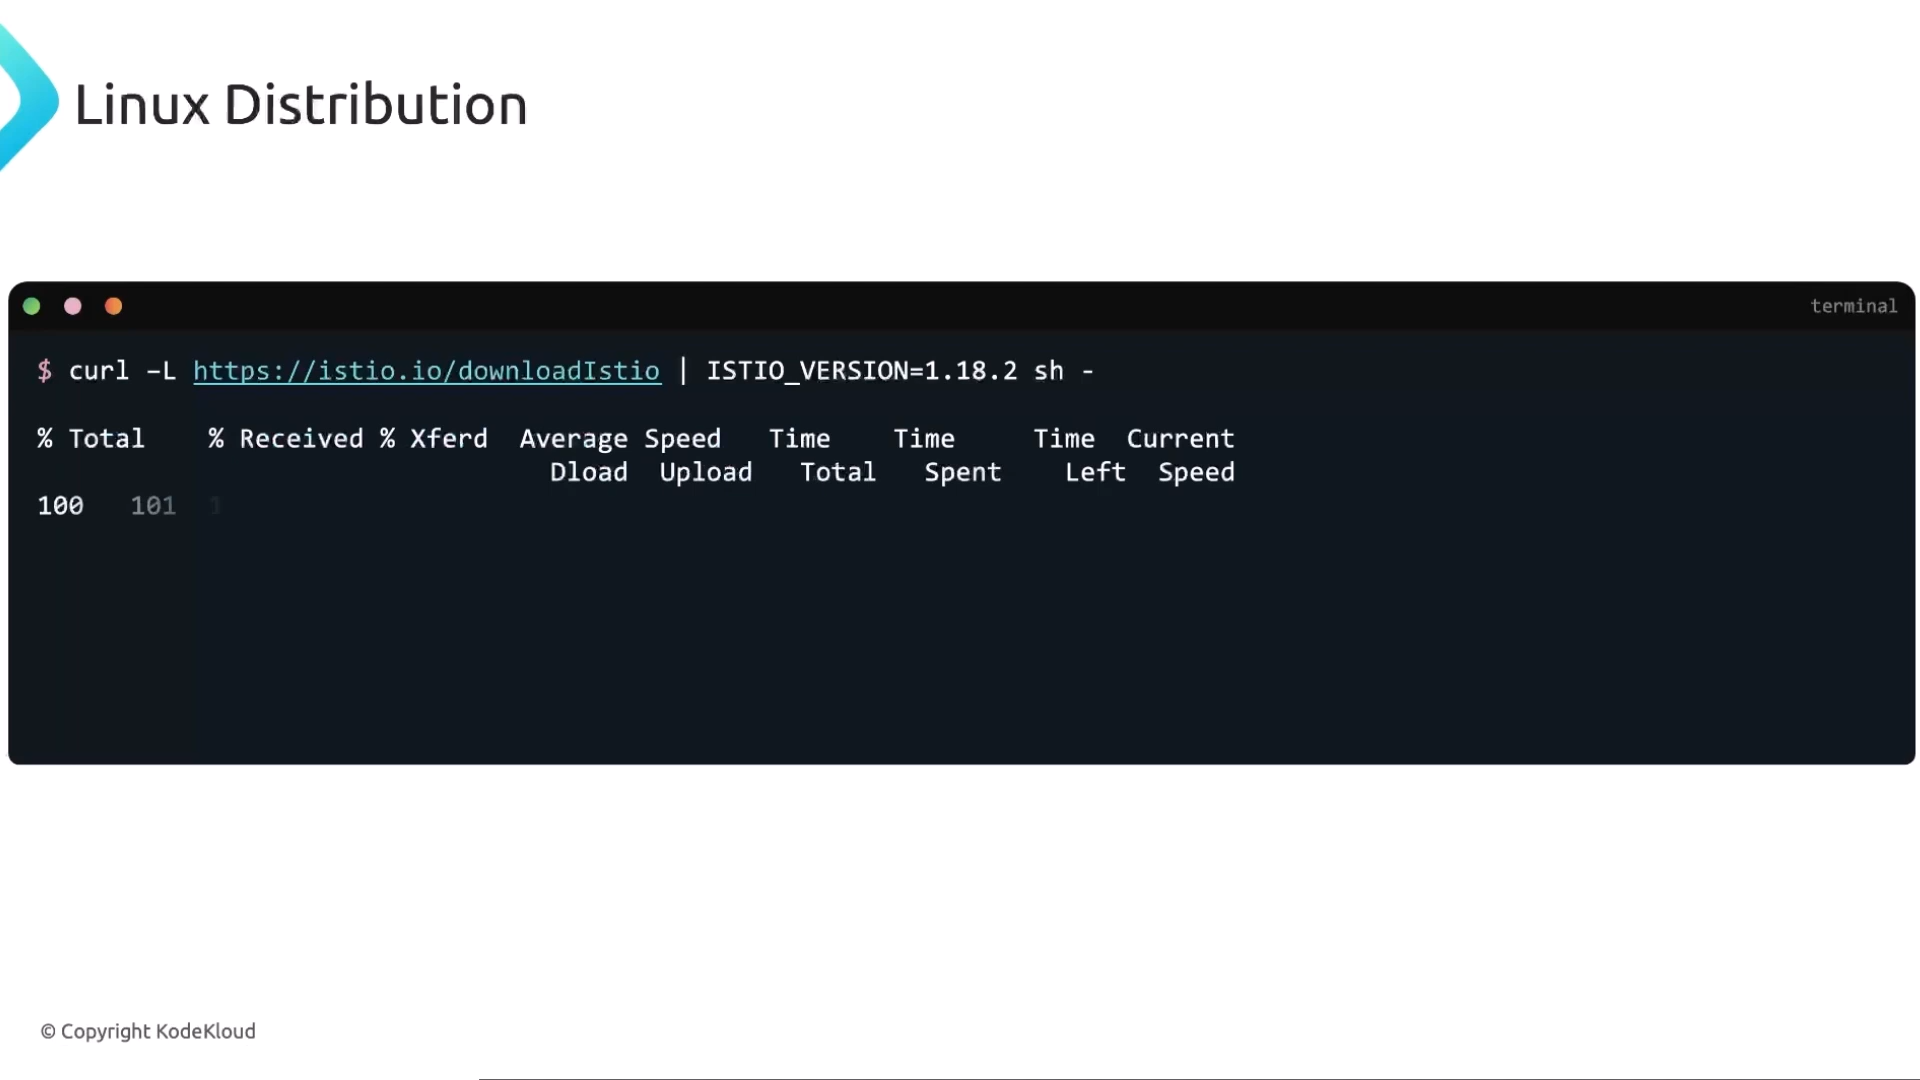 Linux Distribution
terminal
$ curl –L https://istio.io/downloadIstio | ISTIO_VERSION=1.18.2 sh -
% Total    % Received % Xferd  Average Speed   Time    Time     Time  Current
Dload  Upload   Total   Spent    Left  Speed
100   101  1
© Copyright KodeKloud